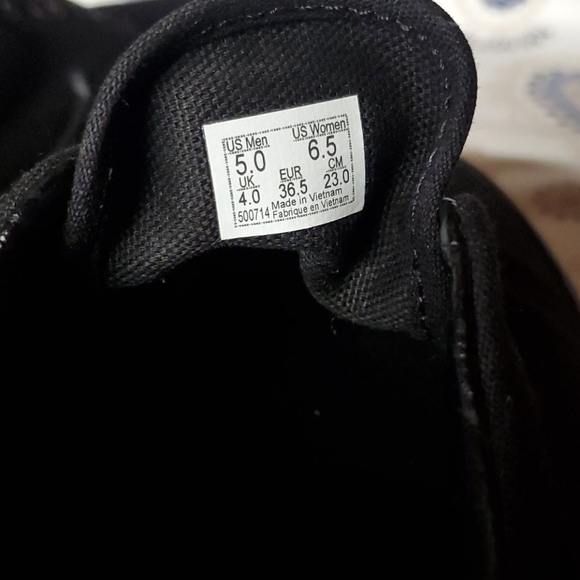 US Men US Women
5.0 6.5
UK EUR CM
4.0 36.5 23.0
500714 Made in Vietnam
Fabrique en Vietnam